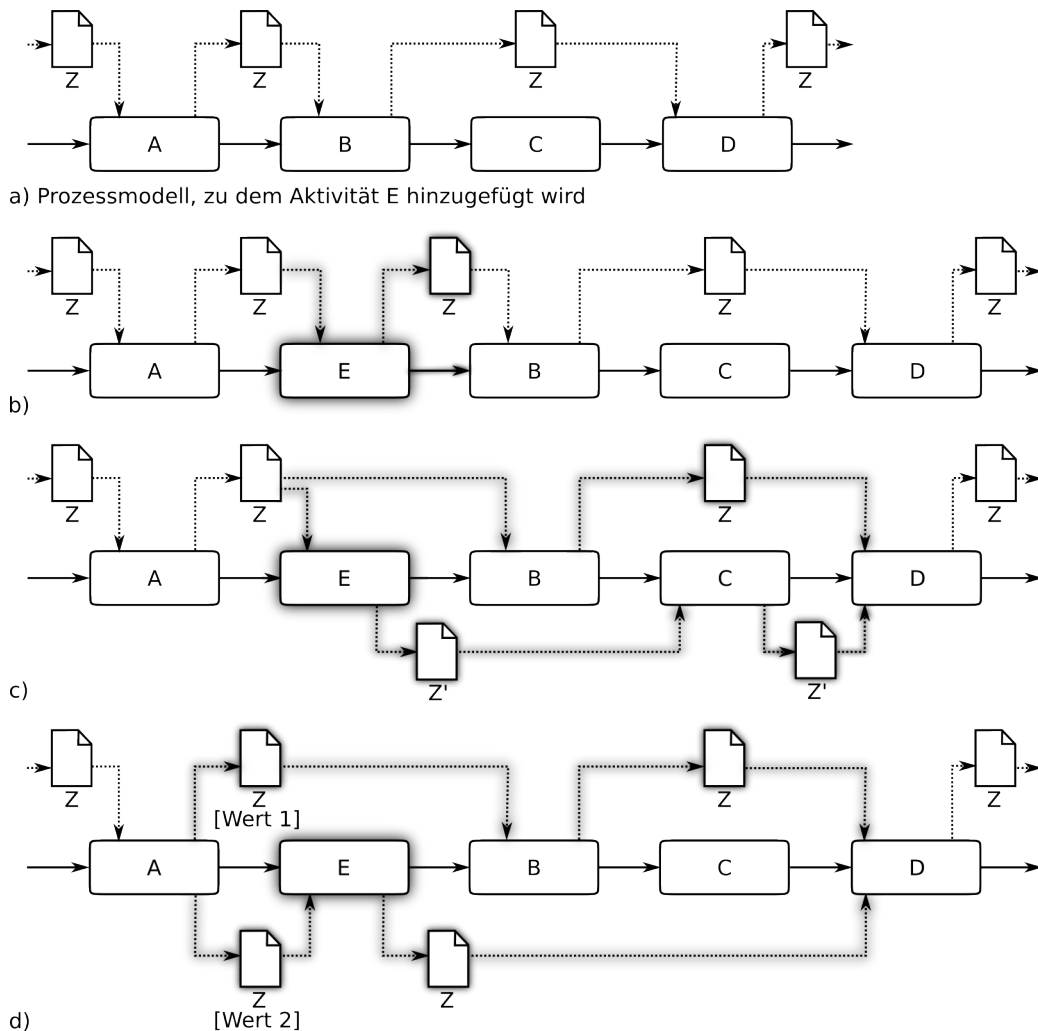 Z Z Z Z
A B C D
a) Prozessmodell, zu dem Aktivität E hinzugefügt wird
Z Z Z Z Z
A E B C D
b)
Z Z Z Z
A E B C D
Z' Z'
c)
Z Z Z Z
[Wert 1]
A E B C D
Z Z
[Wert 2]
d)